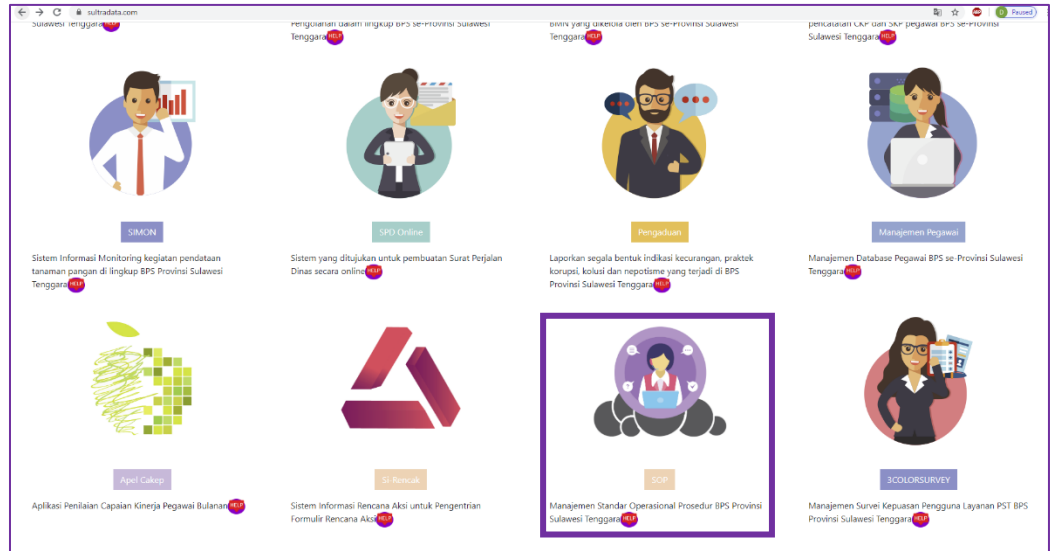 sultradata.com
Paused
Sulawesi Tenggara HELP
Pengolahan dalam lingkup BPS se-Provinsi Sulawesi
Tenggara HELP
BMN yang dikelola oleh BPS se-Provinsi Sulawesi
Tenggara HELP
pencatatan CKP dan SKP pegawai BPS se-Provinsi
Sulawesi Tenggara HELP
SIMON
Sistem Informasi Monitoring kegiatan pendataan
tanaman pangan di lingkup BPS Provinsi Sulawesi
Tenggara HELP
SPD Online
Sistem yang ditujukan untuk pembuatan Surat Perjalan
Dinas secara online HELP
Pengaduan
Laporkan segala bentuk indikasi kecurangan, praktek
korupsi, kolusi dan nepotisme yang terjadi di BPS
Provinsi Sulawesi Tenggara HELP
Manajemen Pegawai
Manajemen Database Pegawai BPS se-Provinsi Sulawesi
Tenggara HELP
Apel Cakep
Aplikasi Penilaian Capaian Kinerja Pegawai Bulanan HELP
Si-Rencak
Sistem Informasi Rencana Aksi untuk Pengentrian
Formulir Rencana Aksi HELP
SOP
Manajemen Standar Operasional Prosedur BPS Provinsi
Sulawesi Tenggara HELP
3COLORSURVEY
Manajemen Survei Kepuasan Pengguna Layanan PST BPS
Provinsi Sulawesi Tenggara HELP